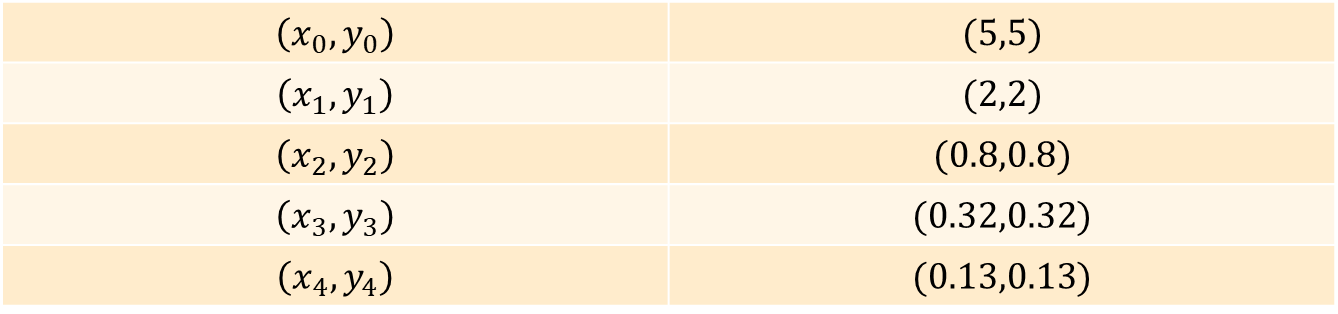 (x₀, y₀) (5,5)
(x₁, y₁) (2,2)
(x₂, y₂) (0.8,0.8)
(x₃, y₃) (0.32,0.32)
(x₄, y₄) (0.13,0.13)